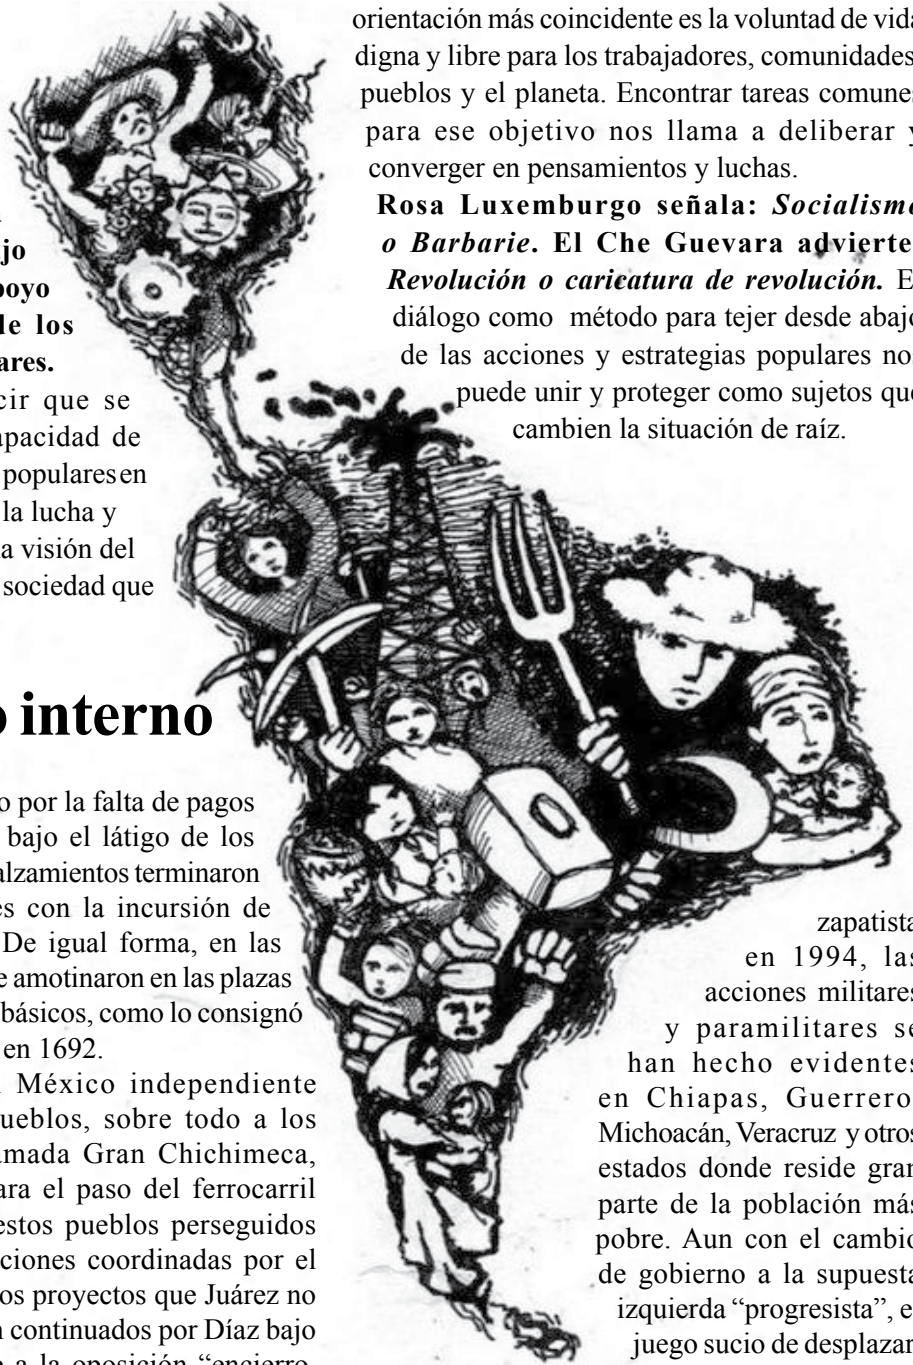 jo
poyo
de los
ares.
cir que se
apacidad de
populares en
la lucha y
a visión del
sociedad que
orientación más coincidente es la voluntad de vida
digna y libre para los trabajadores, comunidades
pueblos y el planeta. Encontrar tareas comunes
para ese objetivo nos llama a deliberar y
converger en pensamientos y luchas.
Rosa Luxemburgo señala: Socialismo
o Barbarie. El Che Guevara advierte
Revolución o caricatura de revolución. E
diálogo como método para tejer desde abajo
de las acciones y estrategias populares no
puede unir y proteger como sujetos que
cambien la situación de raíz.
o interno
o por la falta de pagos
bajo el látigo de los
alzamientos terminaron
es con la incursión de
De igual forma, en las
e amotinaron en las plazas
básicos, como lo consignó
en 1692.
México independiente
ueblos, sobre todo a los
amada Gran Chichimeca,
ara el paso del ferrocarril
estos pueblos perseguidos
ciones coordinadas por el
os proyectos que Juárez no
n continuados por Díaz bajo
e a la oposición “encierro,
zapatista
en 1994, las
acciones militares
y paramilitares se
han hecho evidentes
en Chiapas, Guerrero
Michoacán, Veracruz y otros
estados donde reside gran
parte de la población más
pobre. Aun con el cambio
de gobierno a la supuesta
izquierda “progresista”, e
juego sucio de desplazar